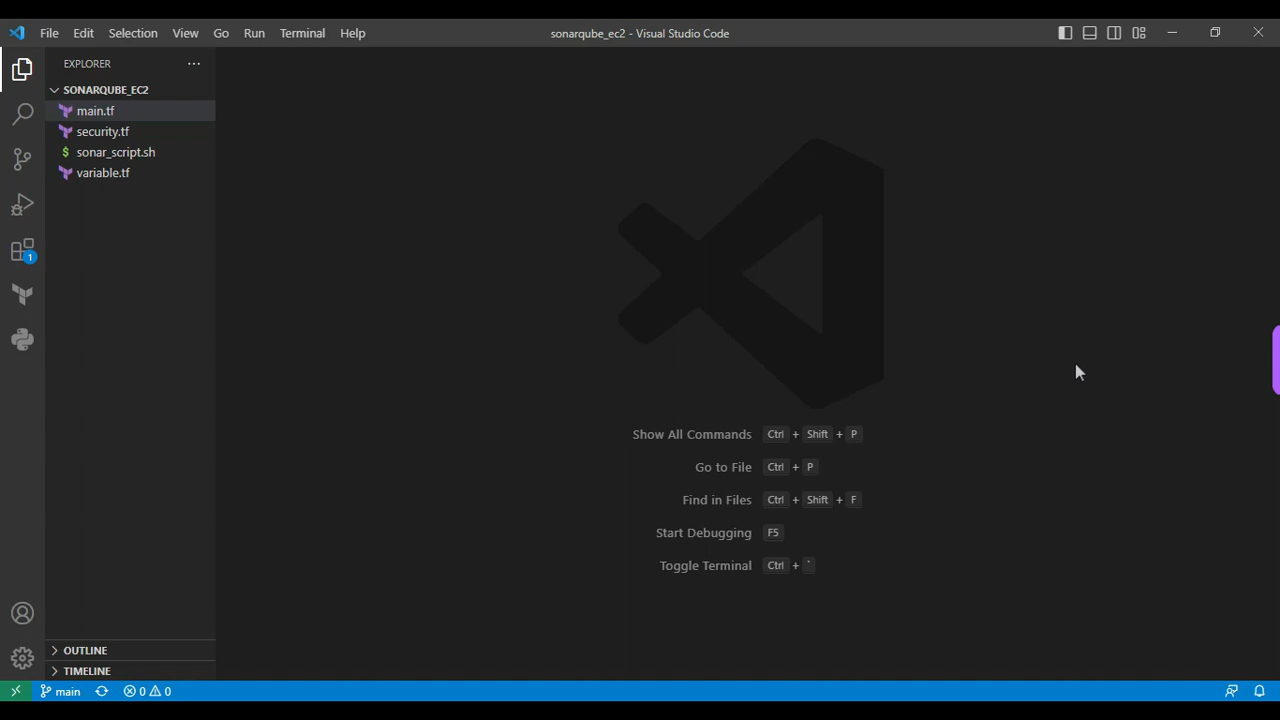 File Edit Selection View Go Run Terminal Help
sonarqube_ec2 - Visual Studio Code
EXPLORER
SONARQUBE_EC2
main.tf
security.tf
$ sonar_script.sh
variable.tf
1
Show All Commands Ctrl + Shift + P
Go to File Ctrl + P
Find in Files Ctrl + Shift + F
Start Debugging F5
Toggle Terminal Ctrl + `
OUTLINE
TIMELINE
main 0 0